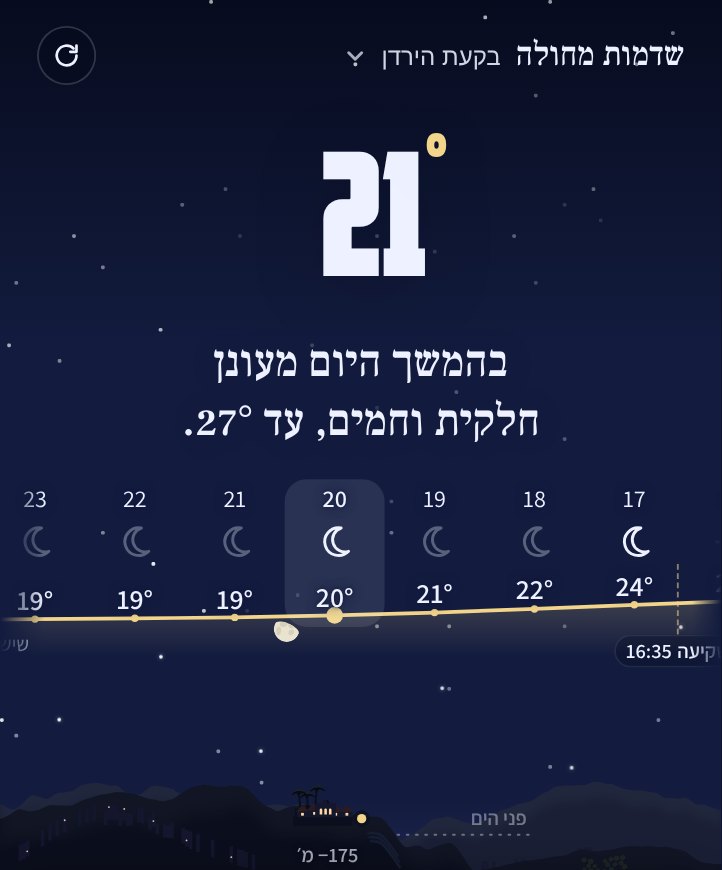 שדמות מחולה בקעת הירדן
21°
בהמשך היום מעונן
חלקית וחמים, עד 27°.
17 18 19 20 21 22 23
24° 22° 21° 20° 19° 19° 19°
16:35
פני הים
−175 מ׳